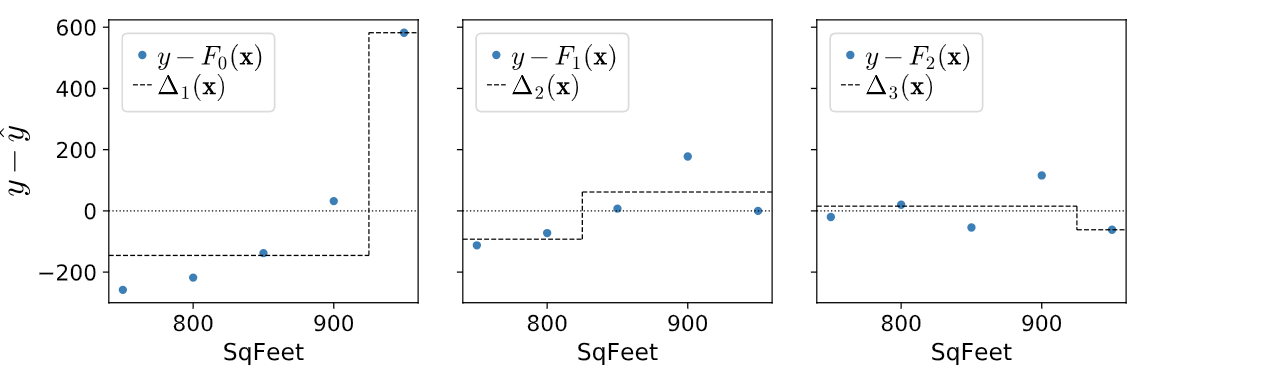 600
400
200
0
−200
y − ŷ
y − F₀(𝐱)
Δ₁(𝐱)
800 900
SqFeet
y − F₁(𝐱)
Δ₂(𝐱)
800 900
SqFeet
y − F₂(𝐱)
Δ₃(𝐱)
800 900
SqFeet